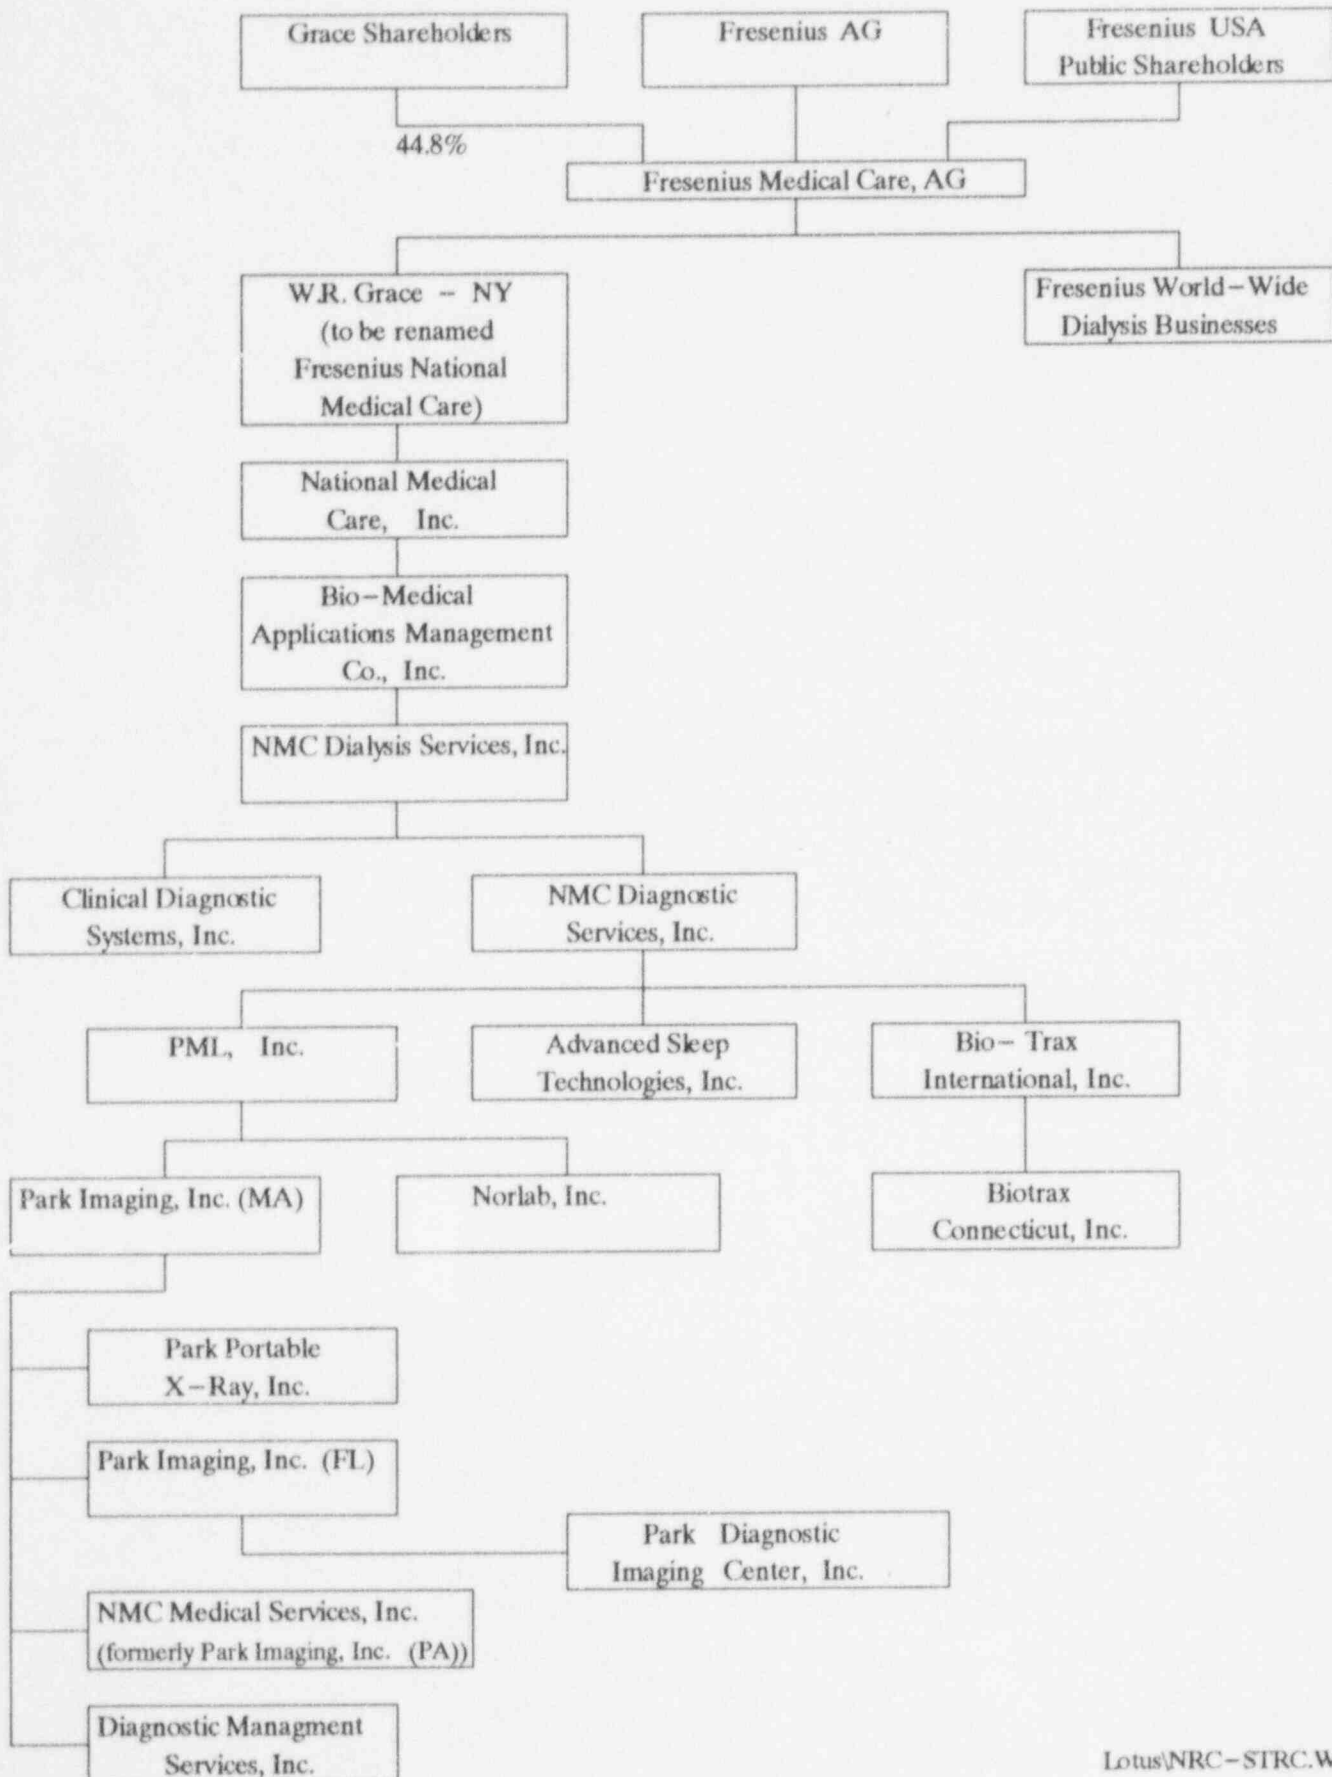 Grace Shareholders
Fresenius AG
Fresenius USA
Public Shareholders
44.8%
Fresenius Medical Care, AG
W.R. Grace - NY
(to be renamed
Fresenius National
Medical Care)
Fresenius World-Wide
Dialysis Businesses
National Medical
Care, Inc.
Bio-Medical
Applications Management
Co., Inc.
NMC Dialysis Services, Inc.
Clinical Diagnostic
Systems, Inc.
NMC Diagnostic
Services, Inc.
PML, Inc.
Advanced Sleep
Technologies, Inc.
Bio- Trax
International, Inc.
Park Imaging, Inc. (MA)
Norlab, Inc.
Biotrax
Connecticut, Inc.
Park Portable
X-Ray, Inc.
Park Imaging, Inc. (FL)
Park Diagnostic
Imaging Center, Inc.
NMC Medical Services, Inc.
(formerly Park Imaging, Inc. (PA))
Diagnostic Managment
Services, Inc.
Lotus\NRC-STRC.W